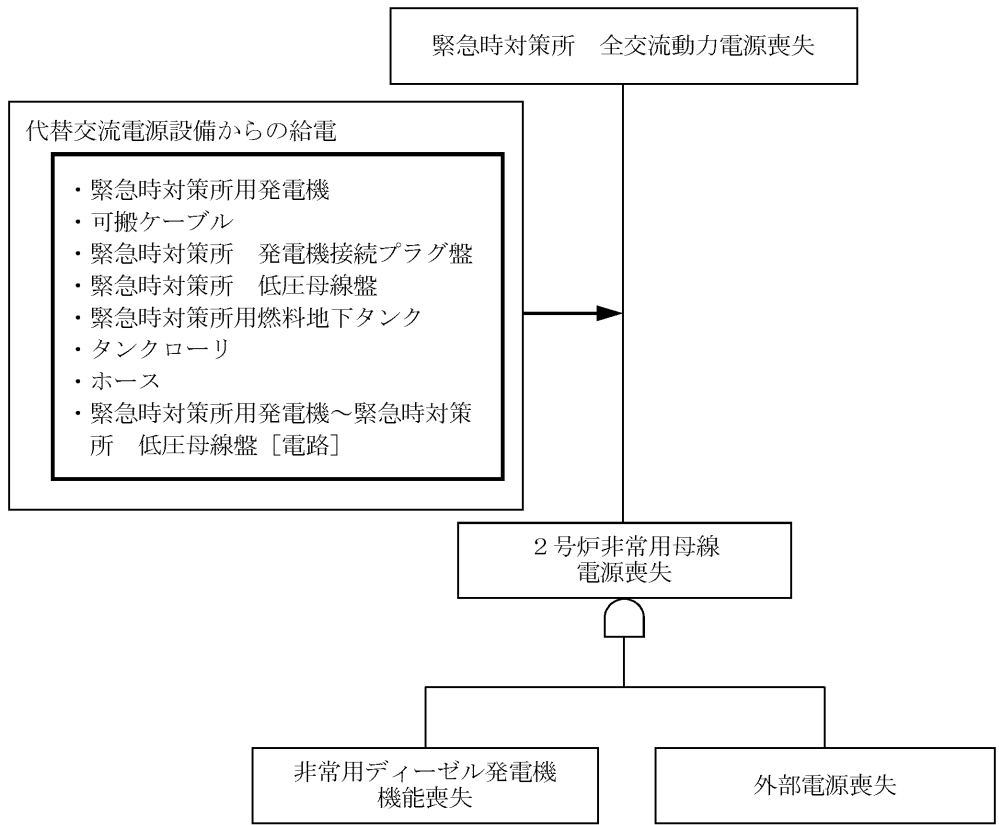 緊急時対策所　全交流動力電源喪失
代替交流電源設備からの給電
・緊急時対策所用発電機
・可搬ケーブル
・緊急時対策所　発電機接続プラグ盤
・緊急時対策所　低圧母線盤
・緊急時対策所用燃料地下タンク
・タンクローリ
・ホース
・緊急時対策所用発電機～緊急時対策
所　低圧母線盤［電路］
２号炉非常用母線
電源喪失
非常用ディーゼル発電機
機能喪失
外部電源喪失